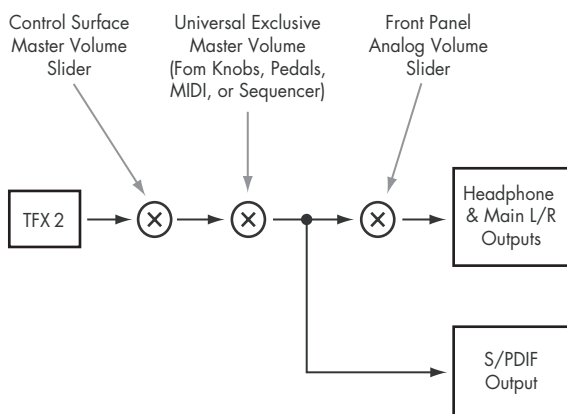 Control Surface
Master Volume
Slider
Universal Exclusive
Master Volume
(Fom Knobs, Pedals,
MIDI, or Sequencer)
Front Panel
Analog Volume
Slider
TFX 2
Headphone
& Main L/R
Outputs
S/PDIF
Output